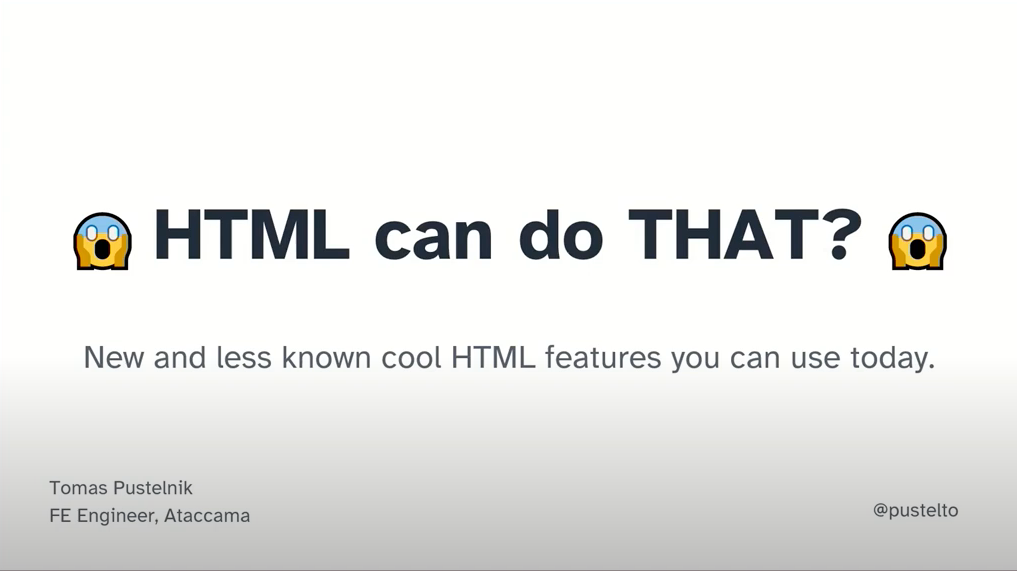 😱 HTML can do THAT? 😱
New and less known cool HTML features you can use today.
Tomas Pustelnik
FE Engineer, Ataccama
@pustelto